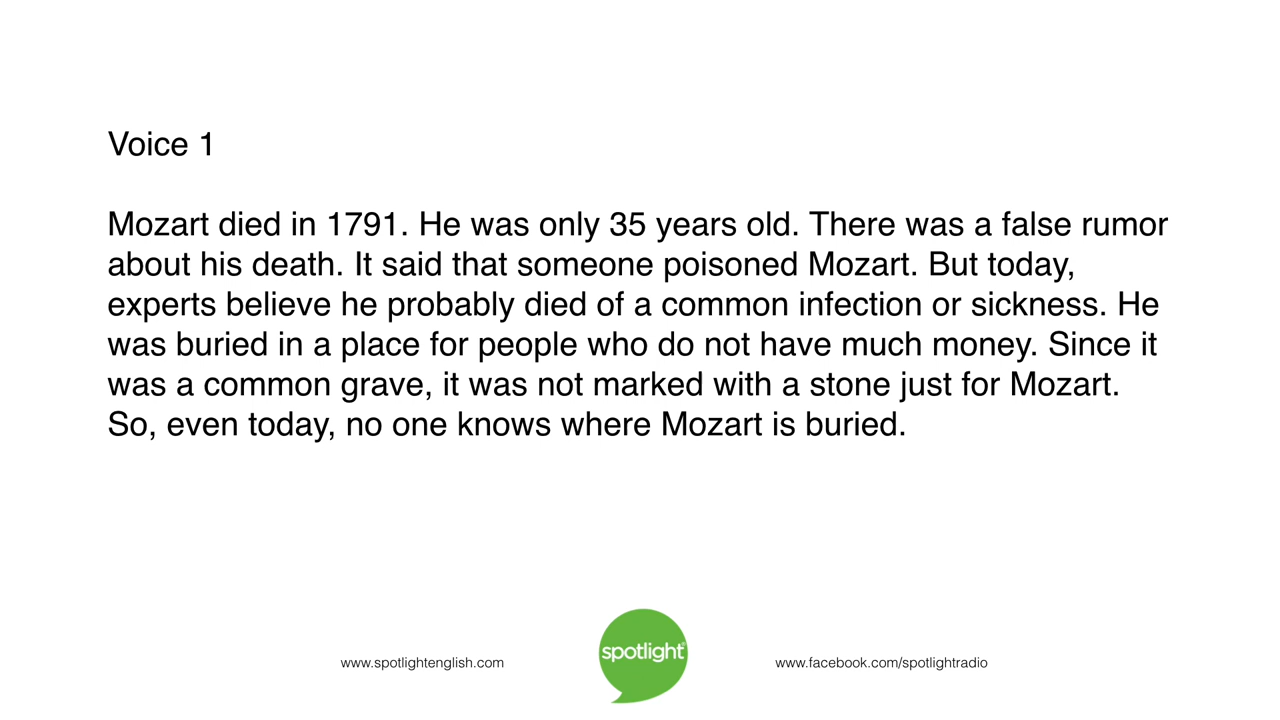 Voice 1
Mozart died in 1791. He was only 35 years old. There was a false rumor
about his death. It said that someone poisoned Mozart. But today,
experts believe he probably died of a common infection or sickness. He
was buried in a place for people who do not have much money. Since it
was a common grave, it was not marked with a stone just for Mozart.
So, even today, no one knows where Mozart is buried.
www.spotlightenglish.com
spotlight®
www.facebook.com/spotlightradio